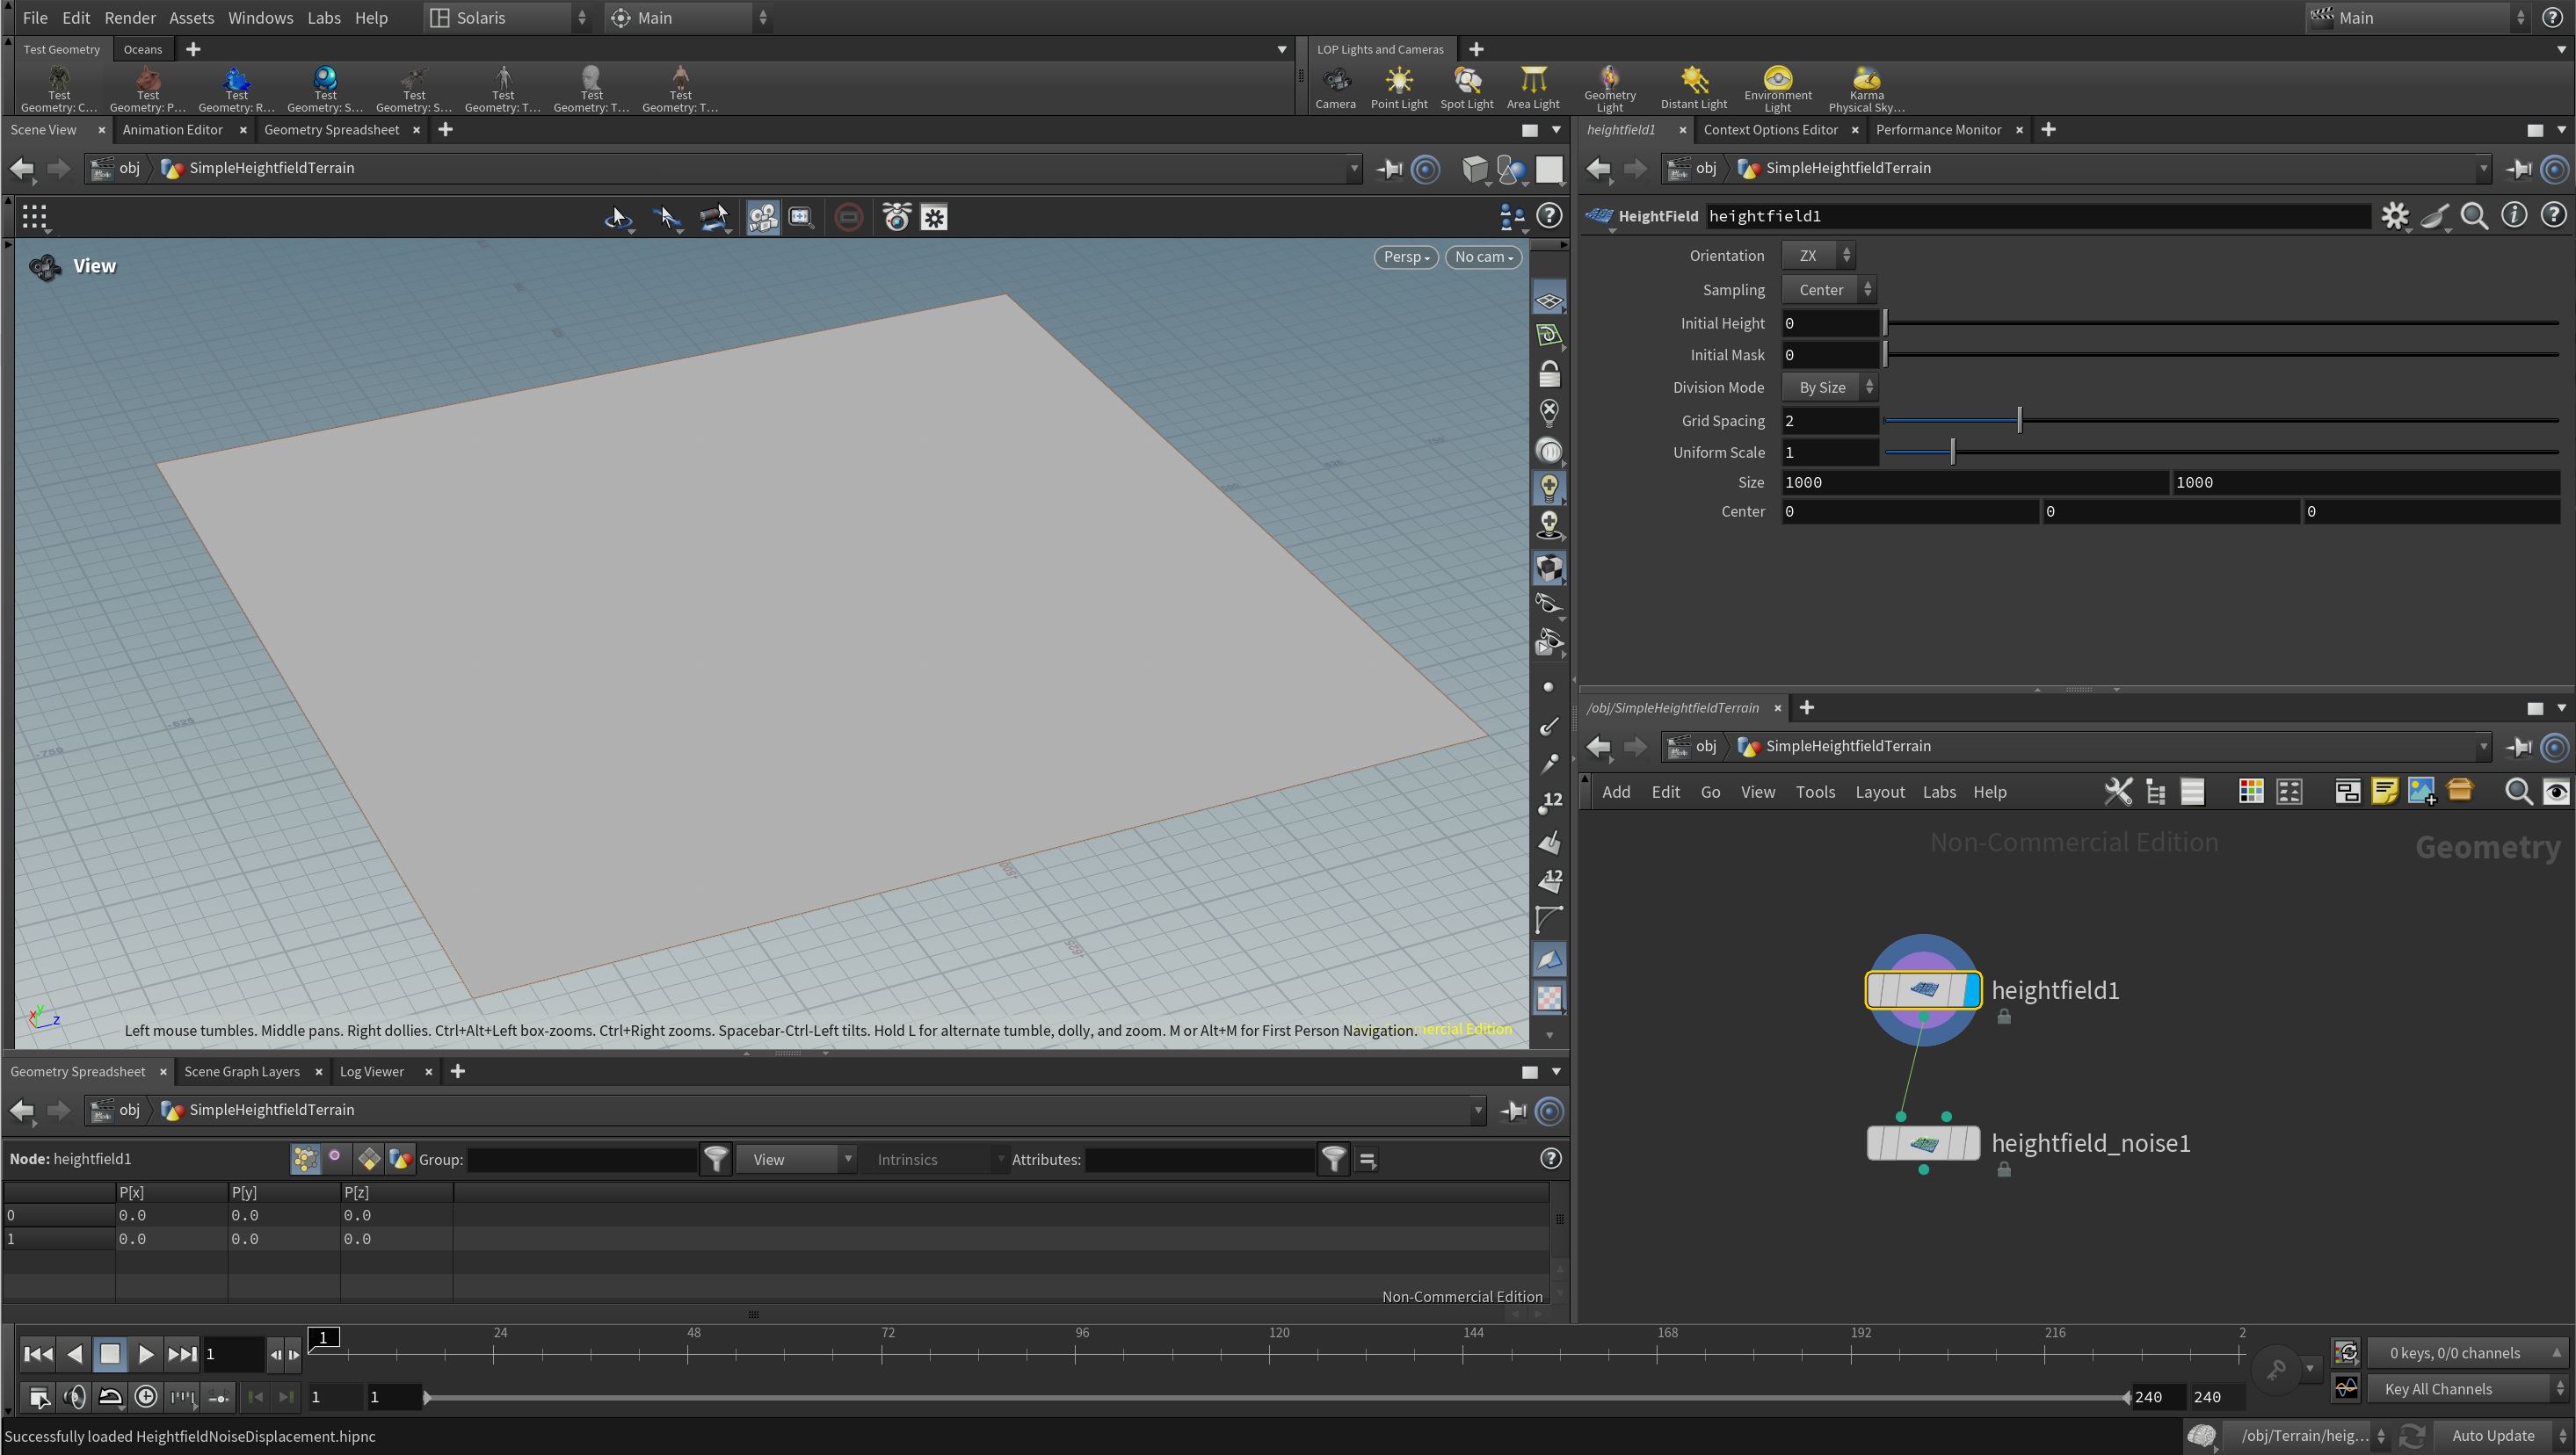 File Edit Render Assets Windows Labs Help Solaris Main Main
Test Geometry Oceans LOP Lights and Cameras
Test Geometry: C... Test Geometry: P... Test Geometry: R... Test Geometry: S... Test Geometry: S... Test Geometry: T... Test Geometry: T... Test Geometry: T... Camera Point Light Spot Light Area Light Geometry Light Distant Light Environment Light Karma Physical Sky...
Scene View Animation Editor Geometry Spreadsheet
obj SimpleHeightfieldTerrain
View
Persp No cam
Left mouse tumbles. Middle pans. Right dollies. Ctrl+Alt+Left box-zooms. Ctrl+Right zooms. Spacebar-Ctrl-Left tilts. Hold L for alternate tumble, dolly, and zoom. M or Alt+M for First Person Navigation.
Edition
12
12
heightfield1 Context Options Editor Performance Monitor
obj SimpleHeightfieldTerrain
HeightField heightfield1
Orientation ZX
Sampling Center
Initial Height 0
Initial Mask 0
Division Mode By Size
Grid Spacing 2
Uniform Scale 1
Size 1000 1000
Center 0 0 0
/obj/SimpleHeightfieldTerrain
obj SimpleHeightfieldTerrain
Add Edit Go View Tools Layout Labs Help
Non-Commercial Edition Geometry
heightfield1
heightfield_noise1
Geometry Spreadsheet Scene Graph Layers Log Viewer
obj SimpleHeightfieldTerrain
Node: heightfield1 Group: View Intrinsics Attributes:
P[x] P[y] P[z]
0 0.0 0.0 0.0
1 0.0 0.0 0.0
Non-Commercial Edition
1 1 24 48 72 96 120 144 168 192 216 2
0 keys, 0/0 channels
1 1 240 240 Key All Channels
Successfully loaded HeightfieldNoiseDisplacement.hipnc /obj/Terrain/heig... Auto Update